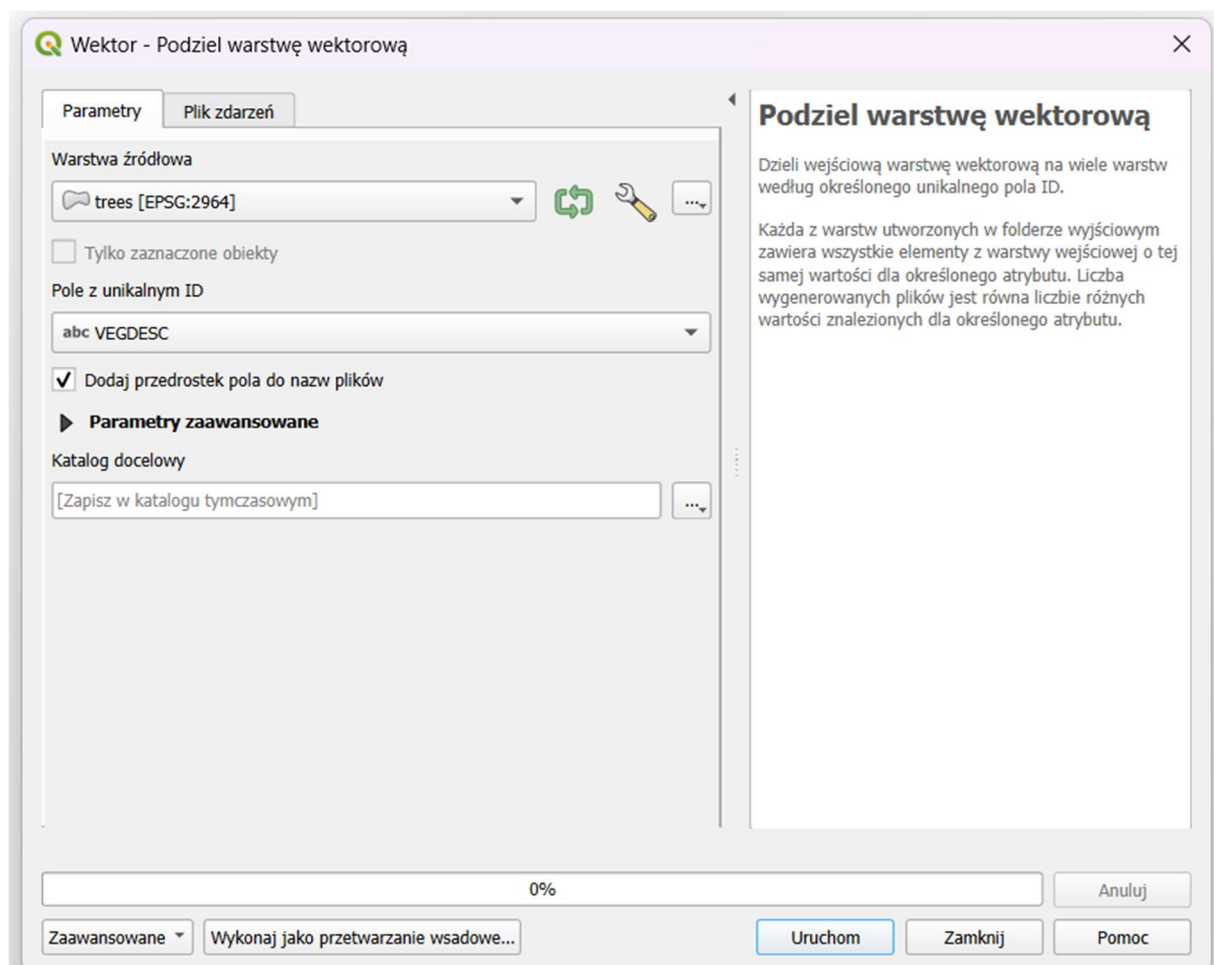 Wektor - Podziel warstwę wektorową
Parametry
Plik zdarzeń
Warstwa źródłowa
trees [EPSG:2964]
...
Tylko zaznaczone obiekty
Pole z unikalnym ID
abc VEGDESC
Dodaj przedrostek pola do nazw plików
Parametry zaawansowane
Katalog docelowy
[Zapisz w katalogu tymczasowym]
...
Podziel warstwę wektorową
Dzieli wejściową warstwę wektorową na wiele warstw
według określonego unikalnego pola ID.
Każda z warstw utworzonych w folderze wyjściowym
zawiera wszystkie elementy z warstwy wejściowej o tej
samej wartości dla określonego atrybutu. Liczba
wygenerowanych plików jest równa liczbie różnych
wartości znalezionych dla określonego atrybutu.
0%
Anuluj
Zaawansowane
Wykonaj jako przetwarzanie wsadowe...
Uruchom
Zamknij
Pomoc